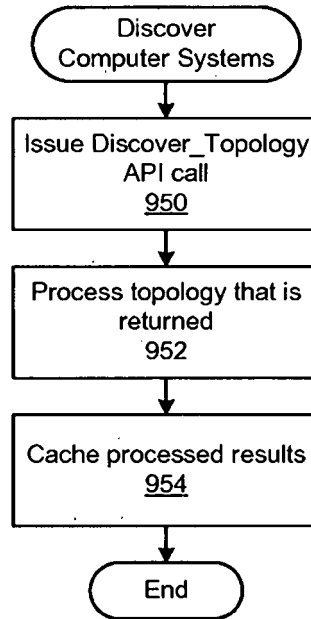 Discover
Computer Systems
Issue Discover_Topology
API call
950
Process topology that is
returned
952
Cache processed results
954
End